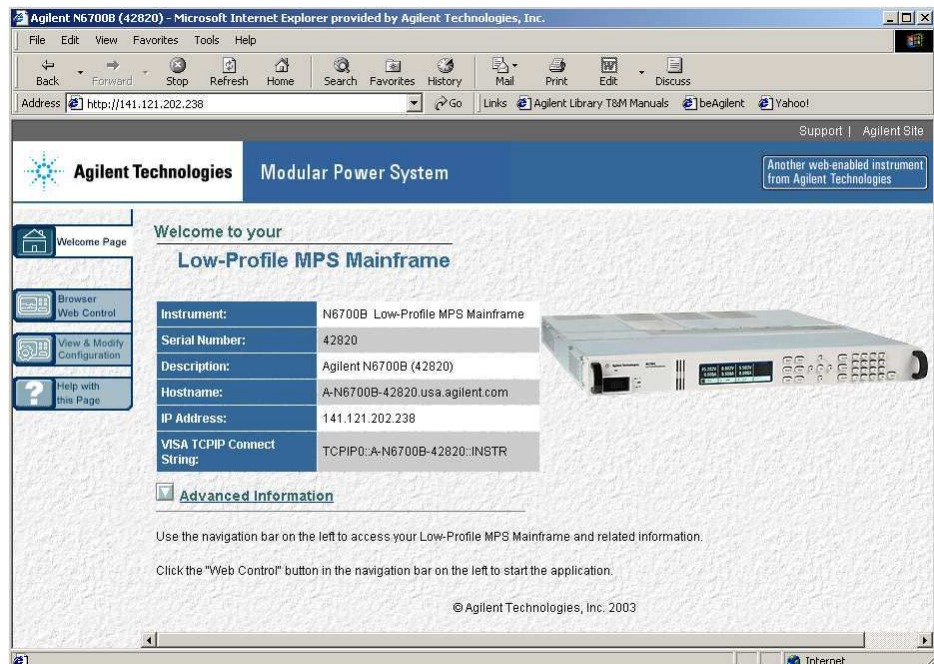 Agilent N6700B (42820) - Microsoft Internet Explorer provided by Agilent Technologies, Inc.
File Edit View Favorites Tools Help
Back Forward Stop Refresh Home Search Favorites History Mail Print Edit Discuss
Address http://141.121.202.238 Go Links Agilent Library T&M Manuals beAgilent Yahoo!
Support | Agilent Site
Agilent Technologies Modular Power System
Another web-enabled instrument
from Agilent Technologies
Welcome Page
Browser
Web Control
View & Modify
Configuration
Help with
this Page
Welcome to your
Low-Profile MPS Mainframe
Instrument: N6700B Low-Profile MPS Mainframe
Serial Number: 42820
Description: Agilent N6700B (42820)
Hostname: A-N6700B-42820.usa.agilent.com
IP Address: 141.121.202.238
VISA TCPIP Connect
String: TCPIP0::A-N6700B-42820::INSTR
Advanced Information
Use the navigation bar on the left to access your Low-Profile MPS Mainframe and related information.
Click the "Web Control" button in the navigation bar on the left to start the application.
© Agilent Technologies, Inc. 2003
Internet